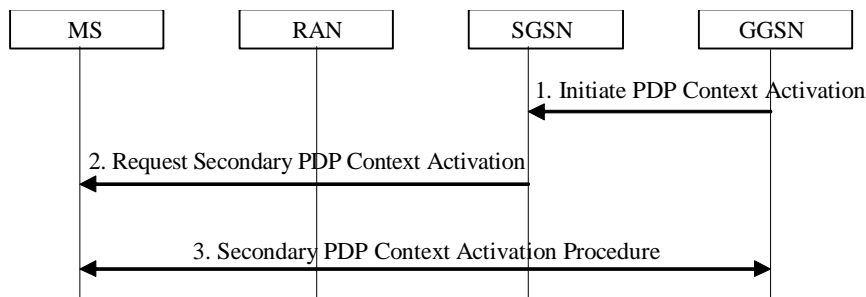 MS
RAN
SGSN
GGSN
1. Initiate PDP Context Activation
2. Request Secondary PDP Context Activation
3. Secondary PDP Context Activation Procedure